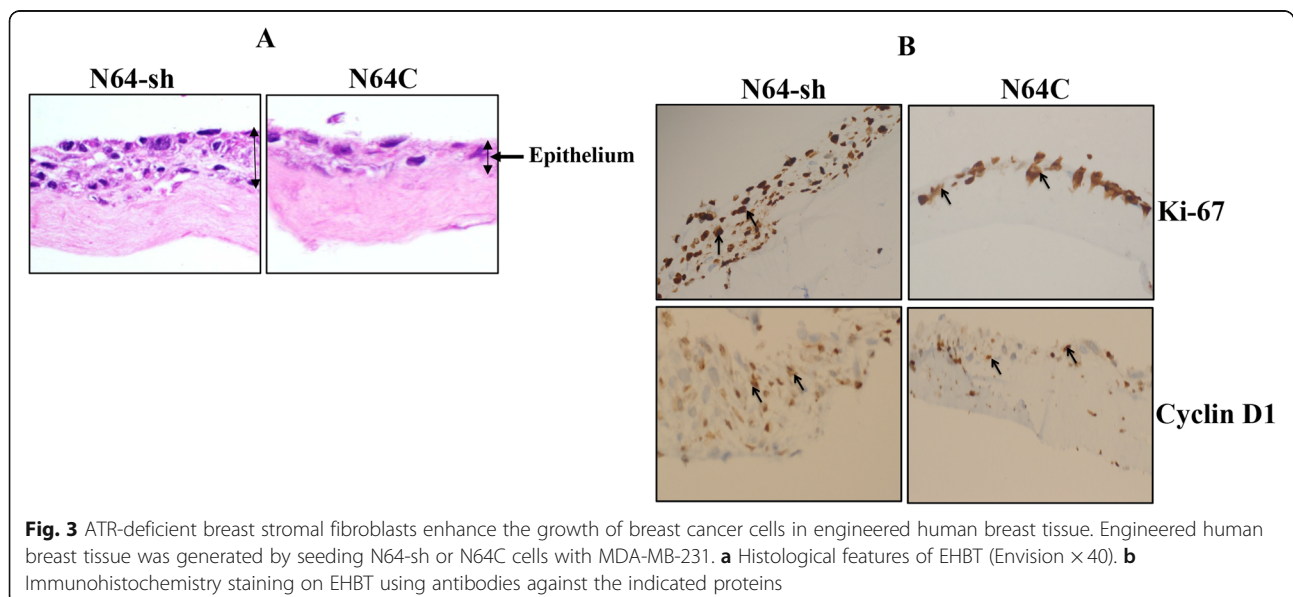 A
B
N64-sh
N64C
N64-sh
N64C
Epithelium
Ki-67
Cyclin D1
Fig. 3 ATR-deficient breast stromal fibroblasts enhance the growth of breast cancer cells in engineered human breast tissue. Engineered human
breast tissue was generated by seeding N64-sh or N64C cells with MDA-MB-231. a Histological features of EHBT (Envision × 40). b
Immunohistochemistry staining on EHBT using antibodies against the indicated proteins